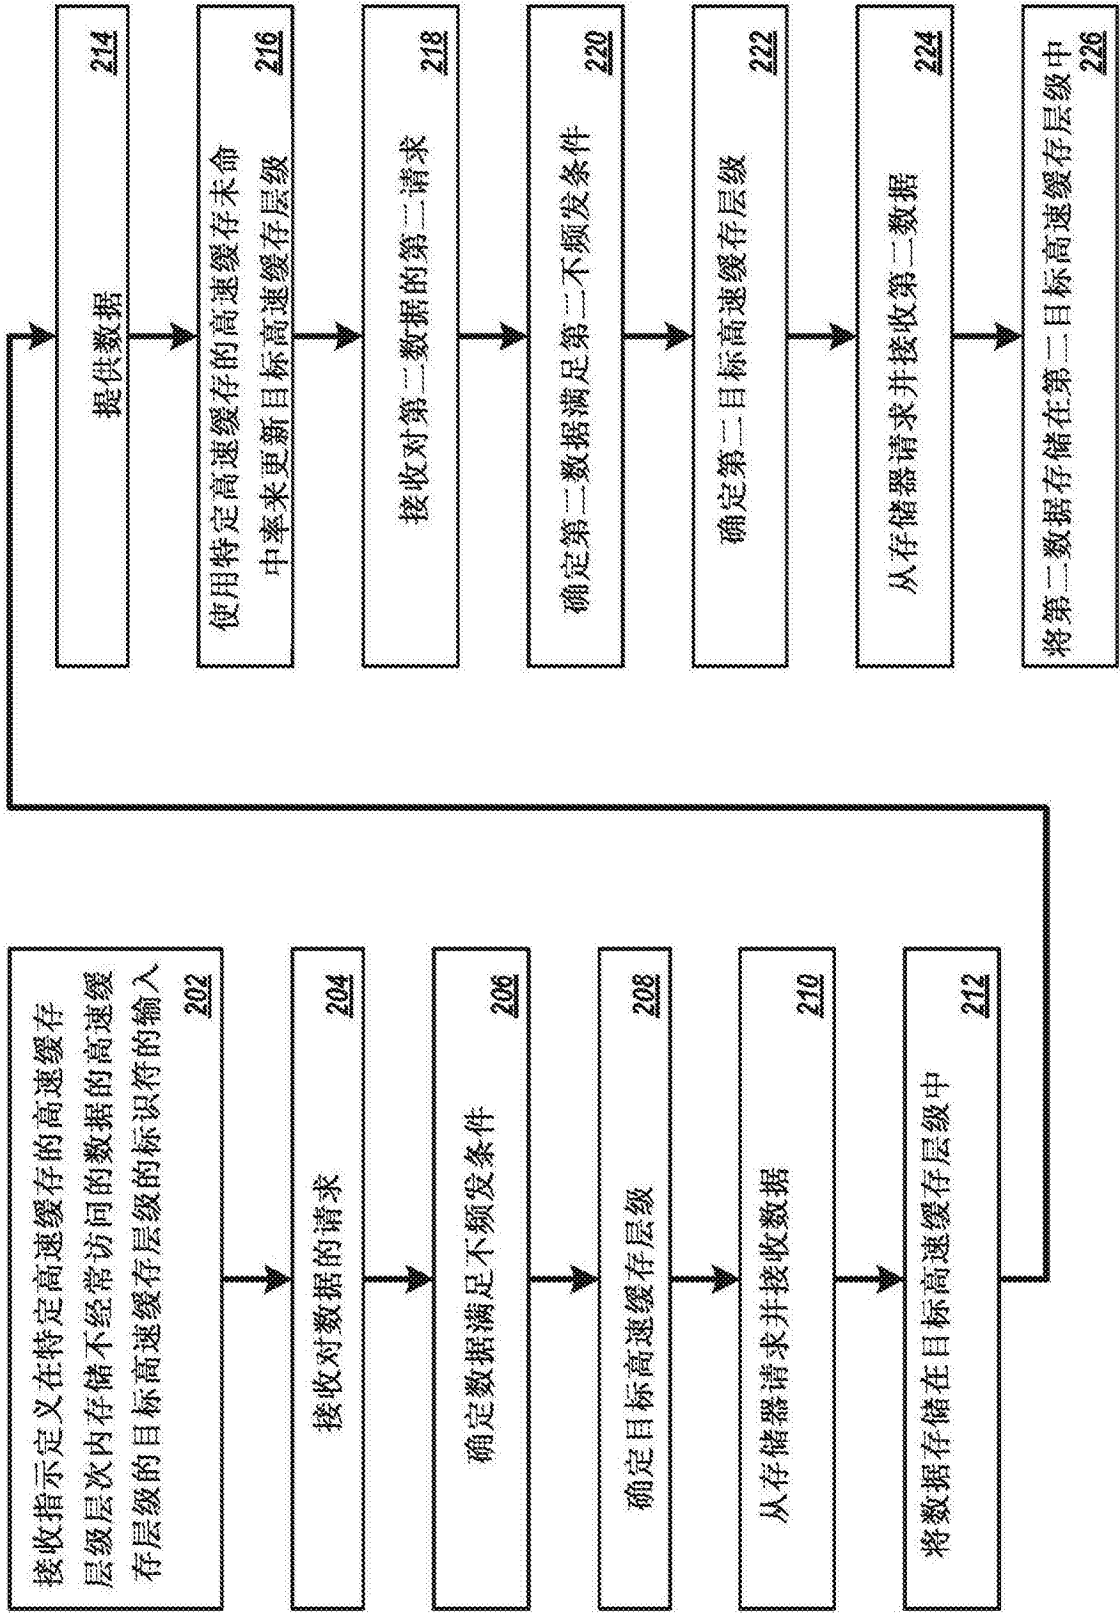 接收指示定义在特定高速缓存的高速缓存
层级层次内存储不经常访问的数据的高速缓
存层级的目标高速缓存层级的标识符的输入
202
接收对数据的请求
204
确定数据满足不频发条件
206
确定目标高速缓存层级
208
从存储器请求并接收数据
210
将数据存储在目标高速缓存层级中
212
提供数据
214
使用特定高速缓存的高速缓存未命
中率来更新目标高速缓存层级
216
接收对第二数据的第二请求
218
确定第二数据满足第二不频发条件
220
确定第二目标高速缓存层级
222
从存储器请求并接收第二数据
224
将第二数据存储在第二目标高速缓存层级中
226